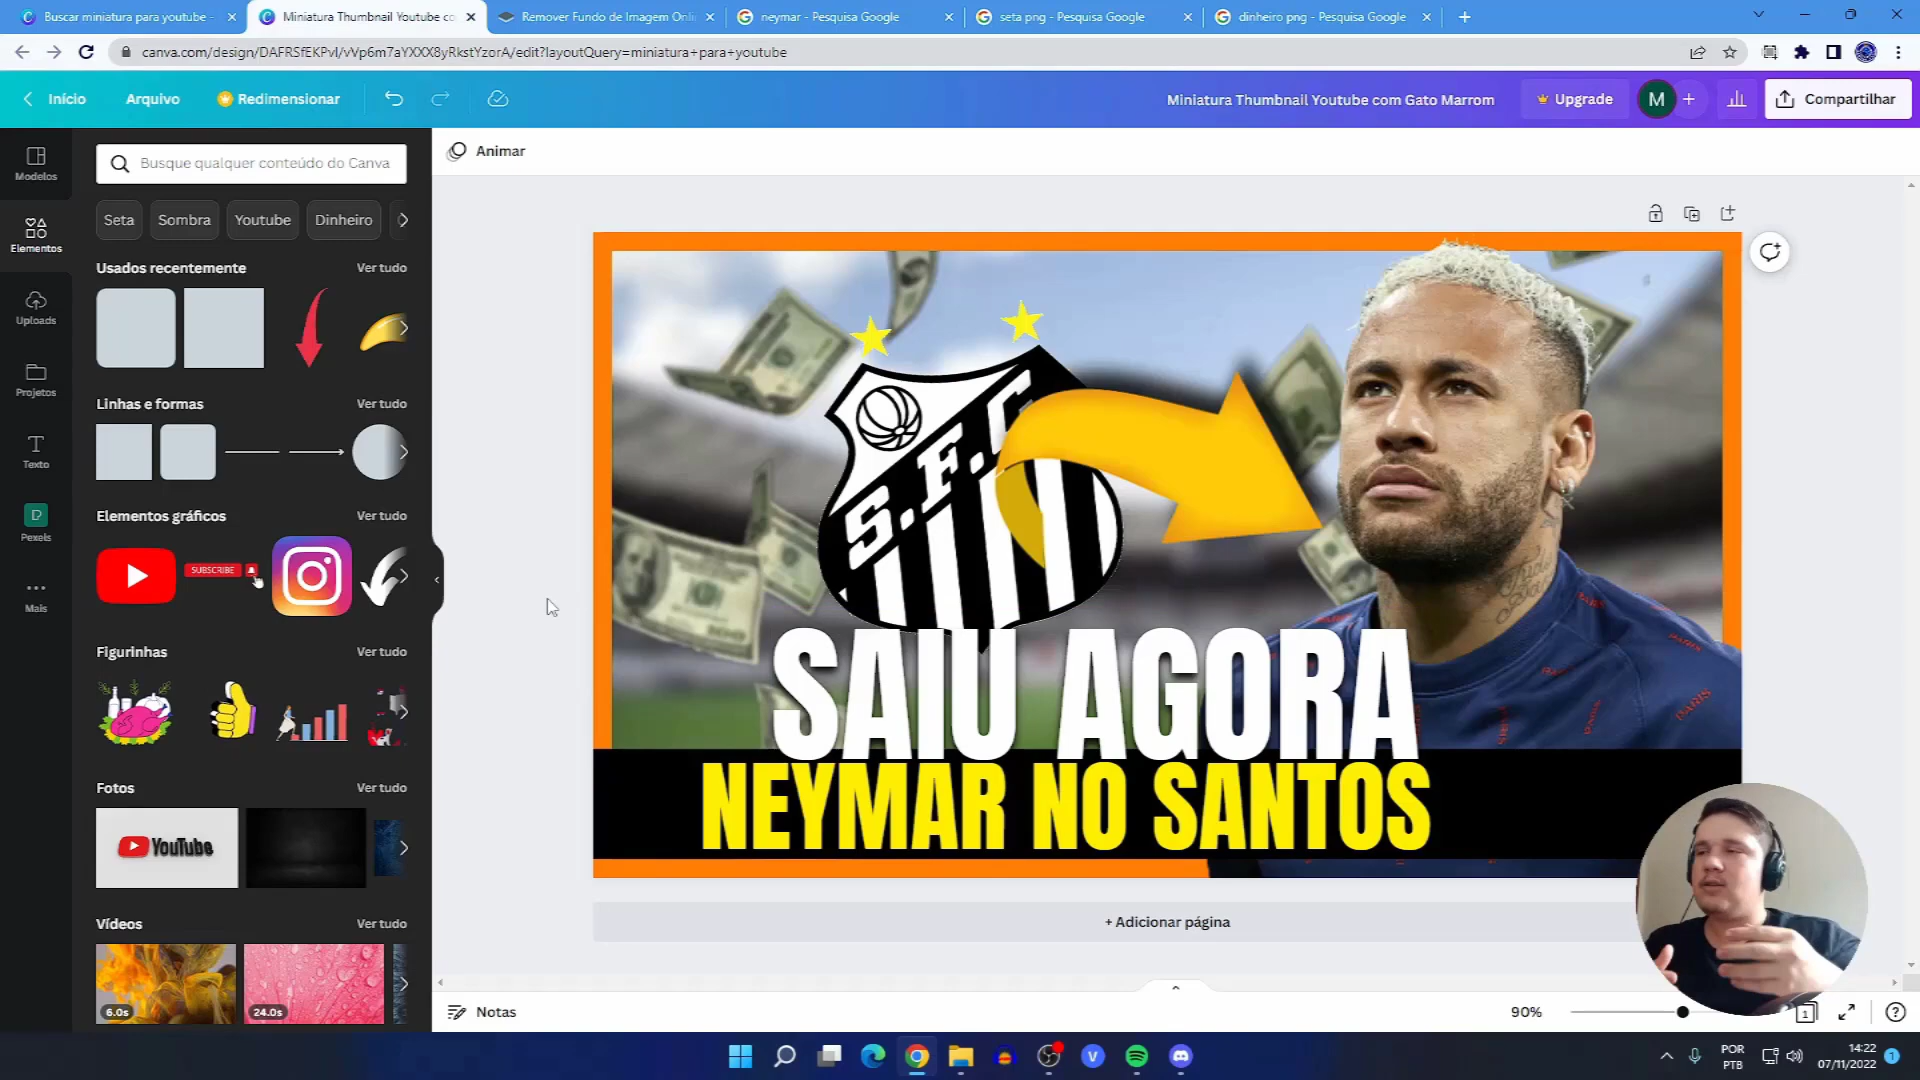 Buscar miniatura para youtube -
Miniatura Thumbnail Youtube co
Remover Fundo de Imagem Onli
neymar - Pesquisa Google
seta png - Pesquisa Google
dinheiro png - Pesquisa Google
canva.com/design/DAFRSfEKPvI/vVp6m7aYXXX8yRkstYzorA/edit?layoutQuery=miniatura+para+youtube
Início
Arquivo
Redimensionar
Miniatura Thumbnail Youtube com Gato Marrom
Upgrade
M
Compartilhar
Modelos
Elementos
Uploads
Projetos
Texto
Pexels
Mais
Busque qualquer conteúdo do Canva
Seta
Sombra
Youtube
Dinheiro
Usados recentemente
Ver tudo
Linhas e formas
Ver tudo
Elementos gráficos
Ver tudo
SUBSCRIBE
Figurinhas
Ver tudo
Fotos
Ver tudo
YouTube
Vídeos
Ver tudo
6.0s
24.0s
Animar
S.F.C
PARIS
PARIS
SAIU AGORA
NEYMAR NO SANTOS
+ Adicionar página
Notas
90%
1
POR
PTB
14:22
07/11/2022
1